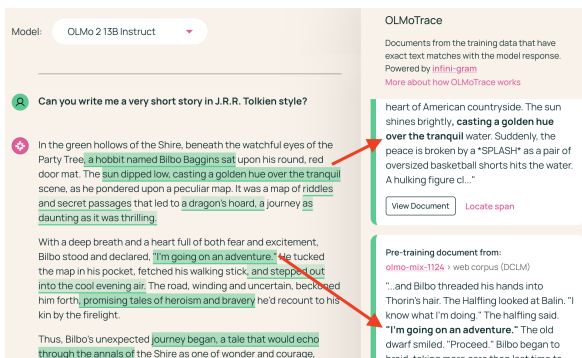 Model:
OLMo 2 13B Instruct
Can you write me a very short story in J.R.R. Tolkien style?
In the green hollows of the Shire, beneath the watchful eyes of the
Party Tree, a hobbit named Bilbo Baggins sat upon his round, red
door mat. The sun dipped low, casting a golden hue over the tranquil
scene, as he pondered upon a peculiar map. It was a map of riddles
and secret passages that led to a dragon's hoard, a journey as
daunting as it was thrilling.
With a deep breath and a heart full of both fear and excitement,
Bilbo stood and declared, "I'm going on an adventure." He tucked
the map in his pocket, fetched his walking stick, and stepped out
into the cool evening air. The road, winding and uncertain, beckoned
him forth, promising tales of heroism and bravery he'd recount to his
kin by the firelight.
Thus, Bilbo's unexpected journey began, a tale that would echo
through the annals of the Shire as one of wonder and courage,
OLMoTrace
Documents from the training data that have
exact text matches with the model response.
Powered by infini-gram
More about how OLMoTrace works
heart of American countryside. The sun
shines brightly, casting a golden hue
over the tranquil water. Suddenly, the
peace is broken by a *SPLASH* as a pair of
oversized basketball shorts hits the water.
A hulking figure cl..."
View Document
Locate span
Pre-training document from:
olmo-mix-1124 > web corpus (DCLM)
"...and Bilbo threaded his hands into
Thorin's hair. The Halfling looked at Balin. "I
know what I'm doing." The halfling said.
"I'm going on an adventure." The old
dwarf smiled. "Proceed." Bilbo began to
braid, taking more care than last time to